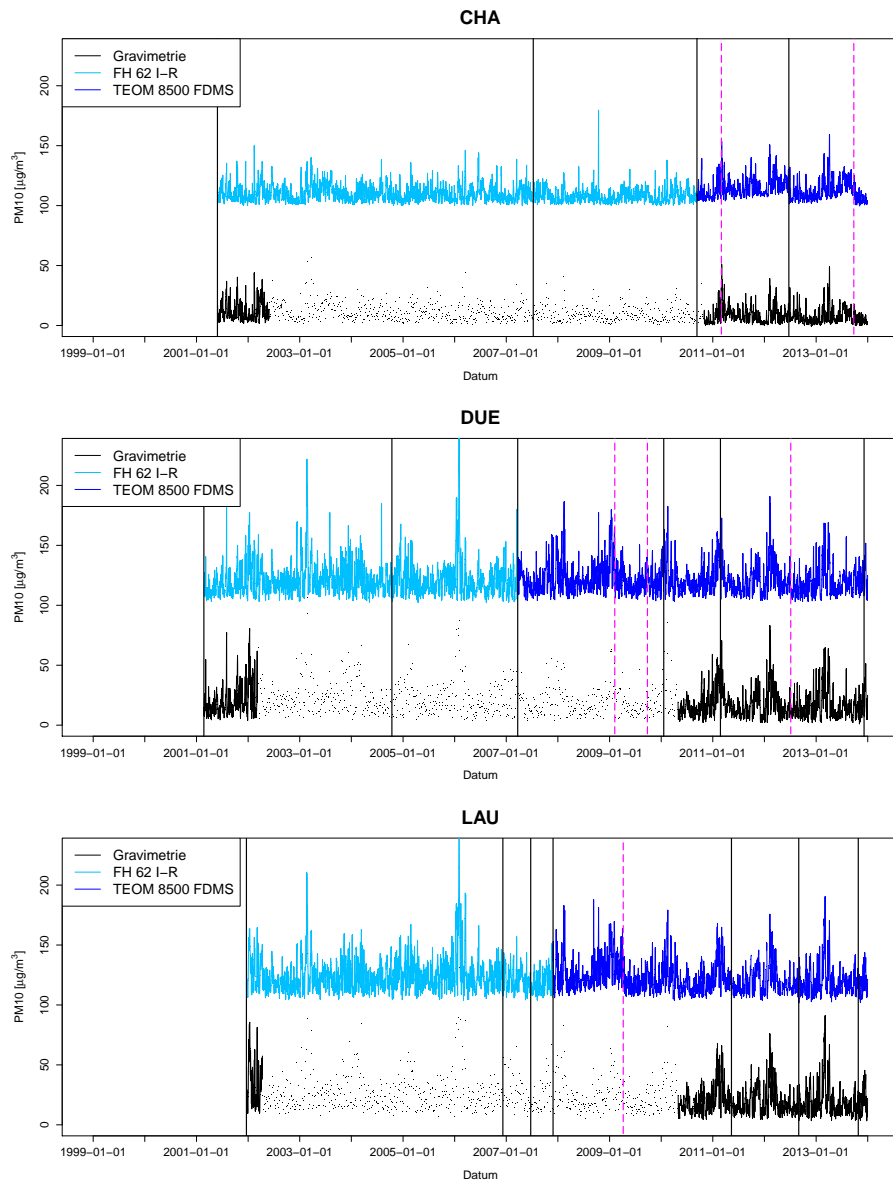 CHA
Gravimetrie
FH 62 I−R
TEOM 8500 FDMS
PM10 [µg/m³]
200
150
100
50
0
1999−01−01 2001−01−01 2003−01−01 2005−01−01 2007−01−01 2009−01−01 2011−01−01 2013−01−01
Datum
DUE
Gravimetrie
FH 62 I−R
TEOM 8500 FDMS
PM10 [µg/m³]
200
150
100
50
0
1999−01−01 2001−01−01 2003−01−01 2005−01−01 2007−01−01 2009−01−01 2011−01−01 2013−01−01
Datum
LAU
Gravimetrie
FH 62 I−R
TEOM 8500 FDMS
PM10 [µg/m³]
200
150
100
50
0
1999−01−01 2001−01−01 2003−01−01 2005−01−01 2007−01−01 2009−01−01 2011−01−01 2013−01−01
Datum